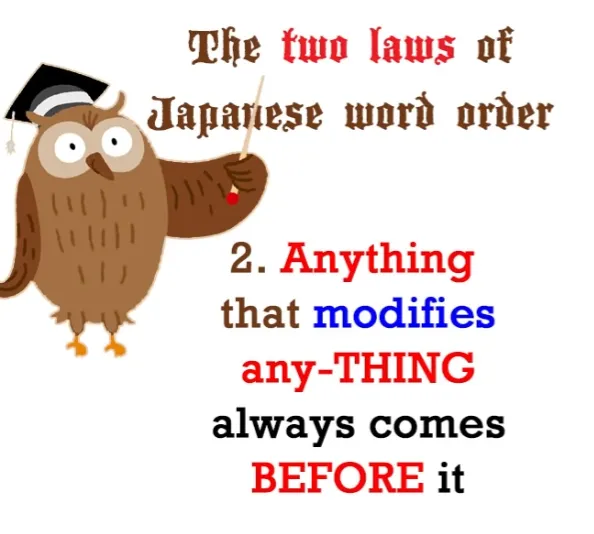 The two laws of
Japanese word order
2. Anything
that modifies
any-THING
always comes
BEFORE it